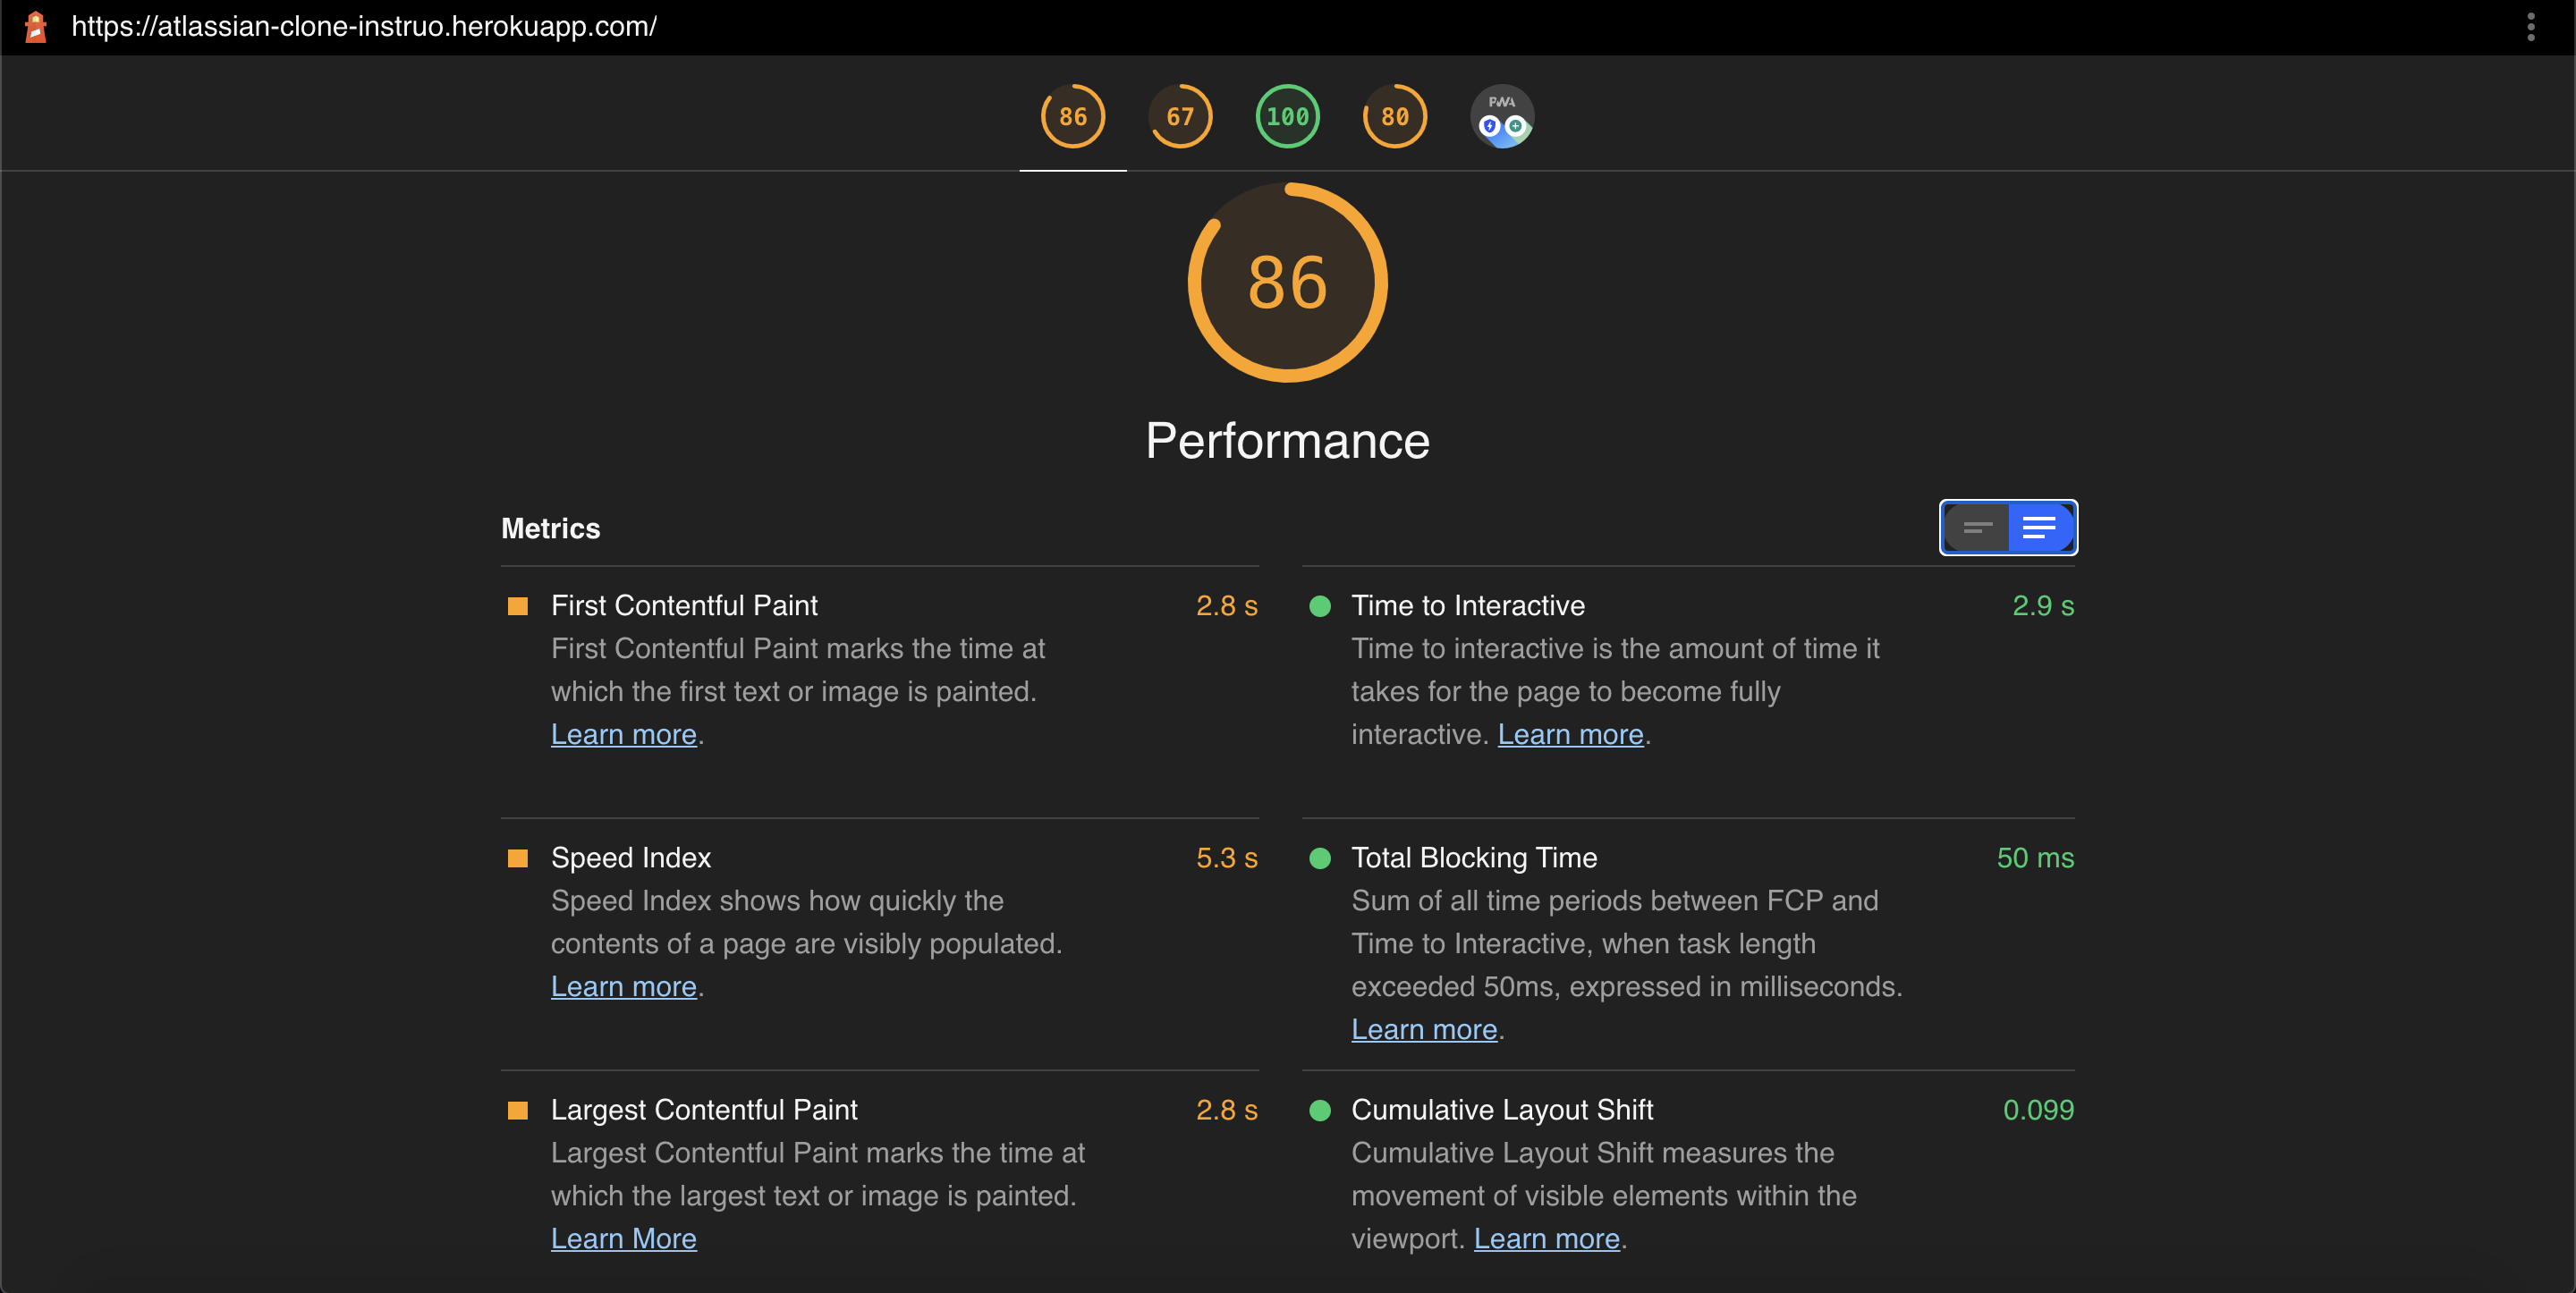 https://atlassian-clone-instruo.herokuapp.com/
86
67
100
80
PWA
86
Performance
Metrics
First Contentful Paint
2.8 s
First Contentful Paint marks the time at
which the first text or image is painted.
Learn more.
Time to Interactive
2.9 s
Time to interactive is the amount of time it
takes for the page to become fully
interactive. Learn more.
Speed Index
5.3 s
Speed Index shows how quickly the
contents of a page are visibly populated.
Learn more.
Total Blocking Time
50 ms
Sum of all time periods between FCP and
Time to Interactive, when task length
exceeded 50ms, expressed in milliseconds.
Learn more.
Largest Contentful Paint
2.8 s
Largest Contentful Paint marks the time at
which the largest text or image is painted.
Learn More
Cumulative Layout Shift
0.099
Cumulative Layout Shift measures the
movement of visible elements within the
viewport. Learn more.